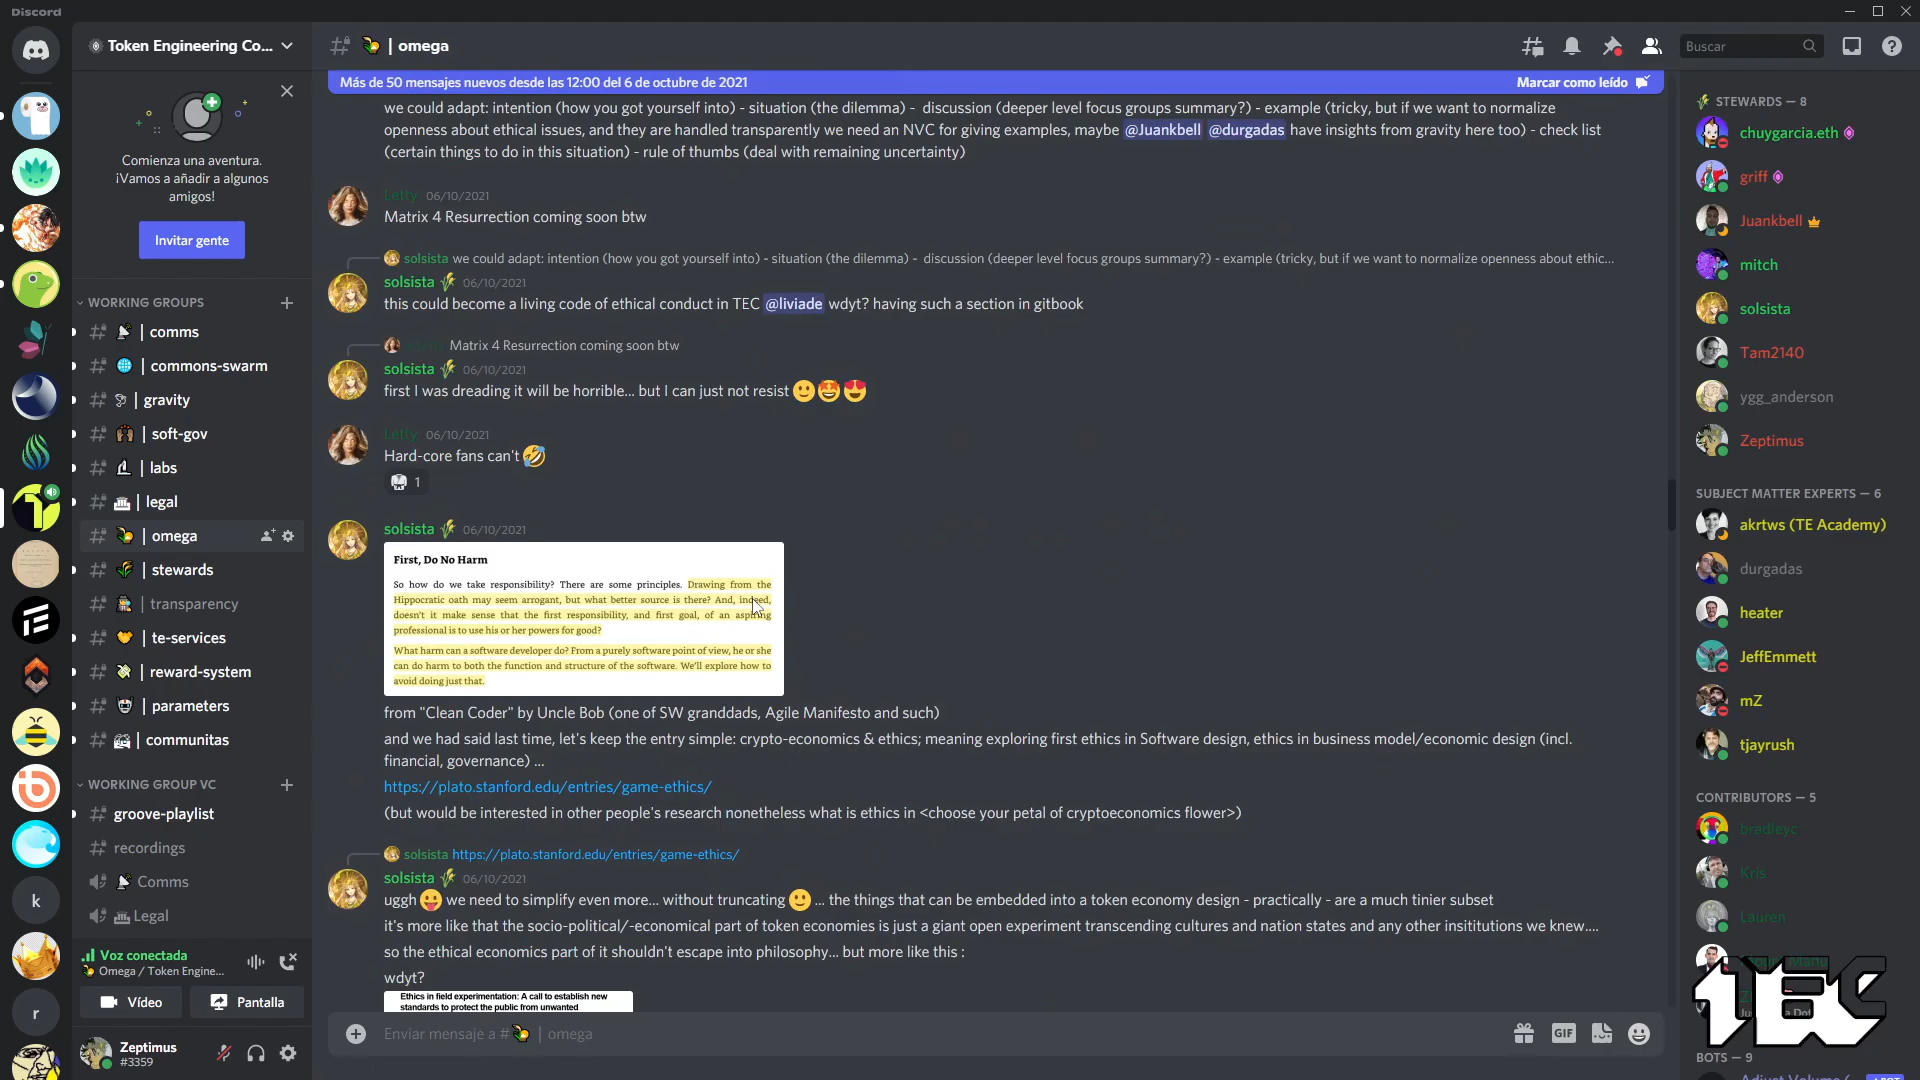 Discord
Token Engineering Co...
| omega
Buscar
Más de 50 mensajes nuevos desde las 12:00 del 6 de octubre de 2021
Marcar como leído
Comienza una aventura.
¡Vamos a añadir a algunos
amigos!
Invitar gente
WORKING GROUPS
| comms
| commons-swarm
| gravity
| soft-gov
| labs
| legal
| omega
| stewards
| transparency
| te-services
| reward-system
| parameters
| communitas
WORKING GROUP VC
groove-playlist
recordings
Comms
Legal
k
r
Voz conectada
Omega / Token Engine...
Vídeo
Pantalla
Zeptimus
#3359
we could adapt: intention (how you got yourself into) - situation (the dilemma) - discussion (deeper level focus groups summary?) - example (tricky, but if we want to normalize
openness about ethical issues, and they are handled transparently we need an NVC for giving examples, maybe @Juankbell @durgadas have insights from gravity here too) - check list
(certain things to do in this situation) - rule of thumbs (deal with remaining uncertainty)
Letty 06/10/2021
Matrix 4 Resurrection coming soon btw
solsista we could adapt: intention (how you got yourself into) - situation (the dilemma) - discussion (deeper level focus groups summary?) - example (tricky, but if we want to normalize openness about ethic...
solsista 06/10/2021
this could become a living code of ethical conduct in TEC @liviade wdyt? having such a section in gitbook
Matrix 4 Resurrection coming soon btw
solsista 06/10/2021
first I was dreading it will be horrible... but I can just not resist
Letty 06/10/2021
Hard-core fans can't
1
solsista 06/10/2021
First, Do No Harm
So how do we take responsibility? There are some principles. Drawing from the
Hippocratic oath may seem arrogant, but what better source is there? And, indeed,
doesn't it make sense that the first responsibility, and first goal, of an aspiring
professional is to use his or her powers for good?
What harm can a software developer do? From a purely software point of view, he or she
can do harm to both the function and structure of the software. We'll explore how to
avoid doing just that.
from "Clean Coder" by Uncle Bob (one of SW granddads, Agile Manifesto and such)
and we had said last time, let's keep the entry simple: crypto-economics & ethics; meaning exploring first ethics in Software design, ethics in business model/economic design (incl.
financial, governance) ...
https://plato.stanford.edu/entries/game-ethics/
(but would be interested in other people's research nonetheless what is ethics in <choose your petal of cryptoeconomics flower>)
solsista https://plato.stanford.edu/entries/game-ethics/
solsista 06/10/2021
uggh we need to simplify even more... without truncating ... the things that can be embedded into a token economy design - practically - are a much tinier subset
it's more like that the socio-political/-economical part of token economies is just a giant open experiment transcending cultures and nation states and any other insititutions we knew....
so the ethical economics part of it shouldn't escape into philosophy... but more like this :
wdyt?
Ethics in field experimentation: A call to establish new
standards to protect the public from unwanted
Enviar mensaje a # | omega
GIF
STEWARDS — 8
chuygarcia.eth
griff
Juankbell
mitch
solsista
Tam2140
ygg_anderson
Zeptimus
SUBJECT MATTER EXPERTS — 6
akrtws (TE Academy)
durgadas
heater
JeffEmmett
mZ
tjayrush
CONTRIBUTORS — 5
bradleyc
Kris
Lauren
TEC
BOTS — 9